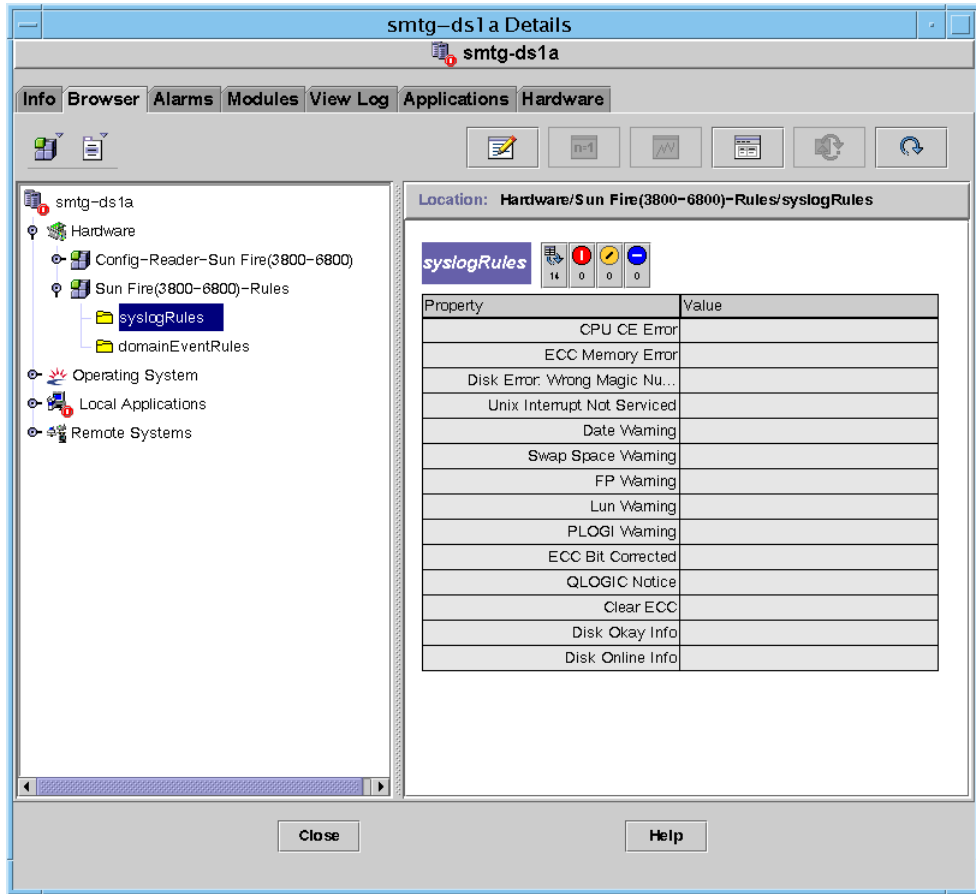 smtg-ds1a Details
smtg-ds1a
Info Browser Alarms Modules View Log Applications Hardware
n=1
smtg-ds1a
Hardware
Config-Reader-Sun Fire(3800-6800)
Sun Fire(3800-6800)-Rules
syslogRules
domainEventRules
Operating System
Local Applications
Remote Systems
Location: Hardware/Sun Fire(3800-6800)-Rules/syslogRules
syslogRules 14 0 0 0
Property Value
CPU CE Error
ECC Memory Error
Disk Error: Wrong Magic Nu...
Unix Interrupt Not Serviced
Date Warning
Swap Space Warning
FP Warning
Lun Warning
PLOGI Warning
ECC Bit Corrected
QLOGIC Notice
Clear ECC
Disk Okay Info
Disk Online Info
Close Help